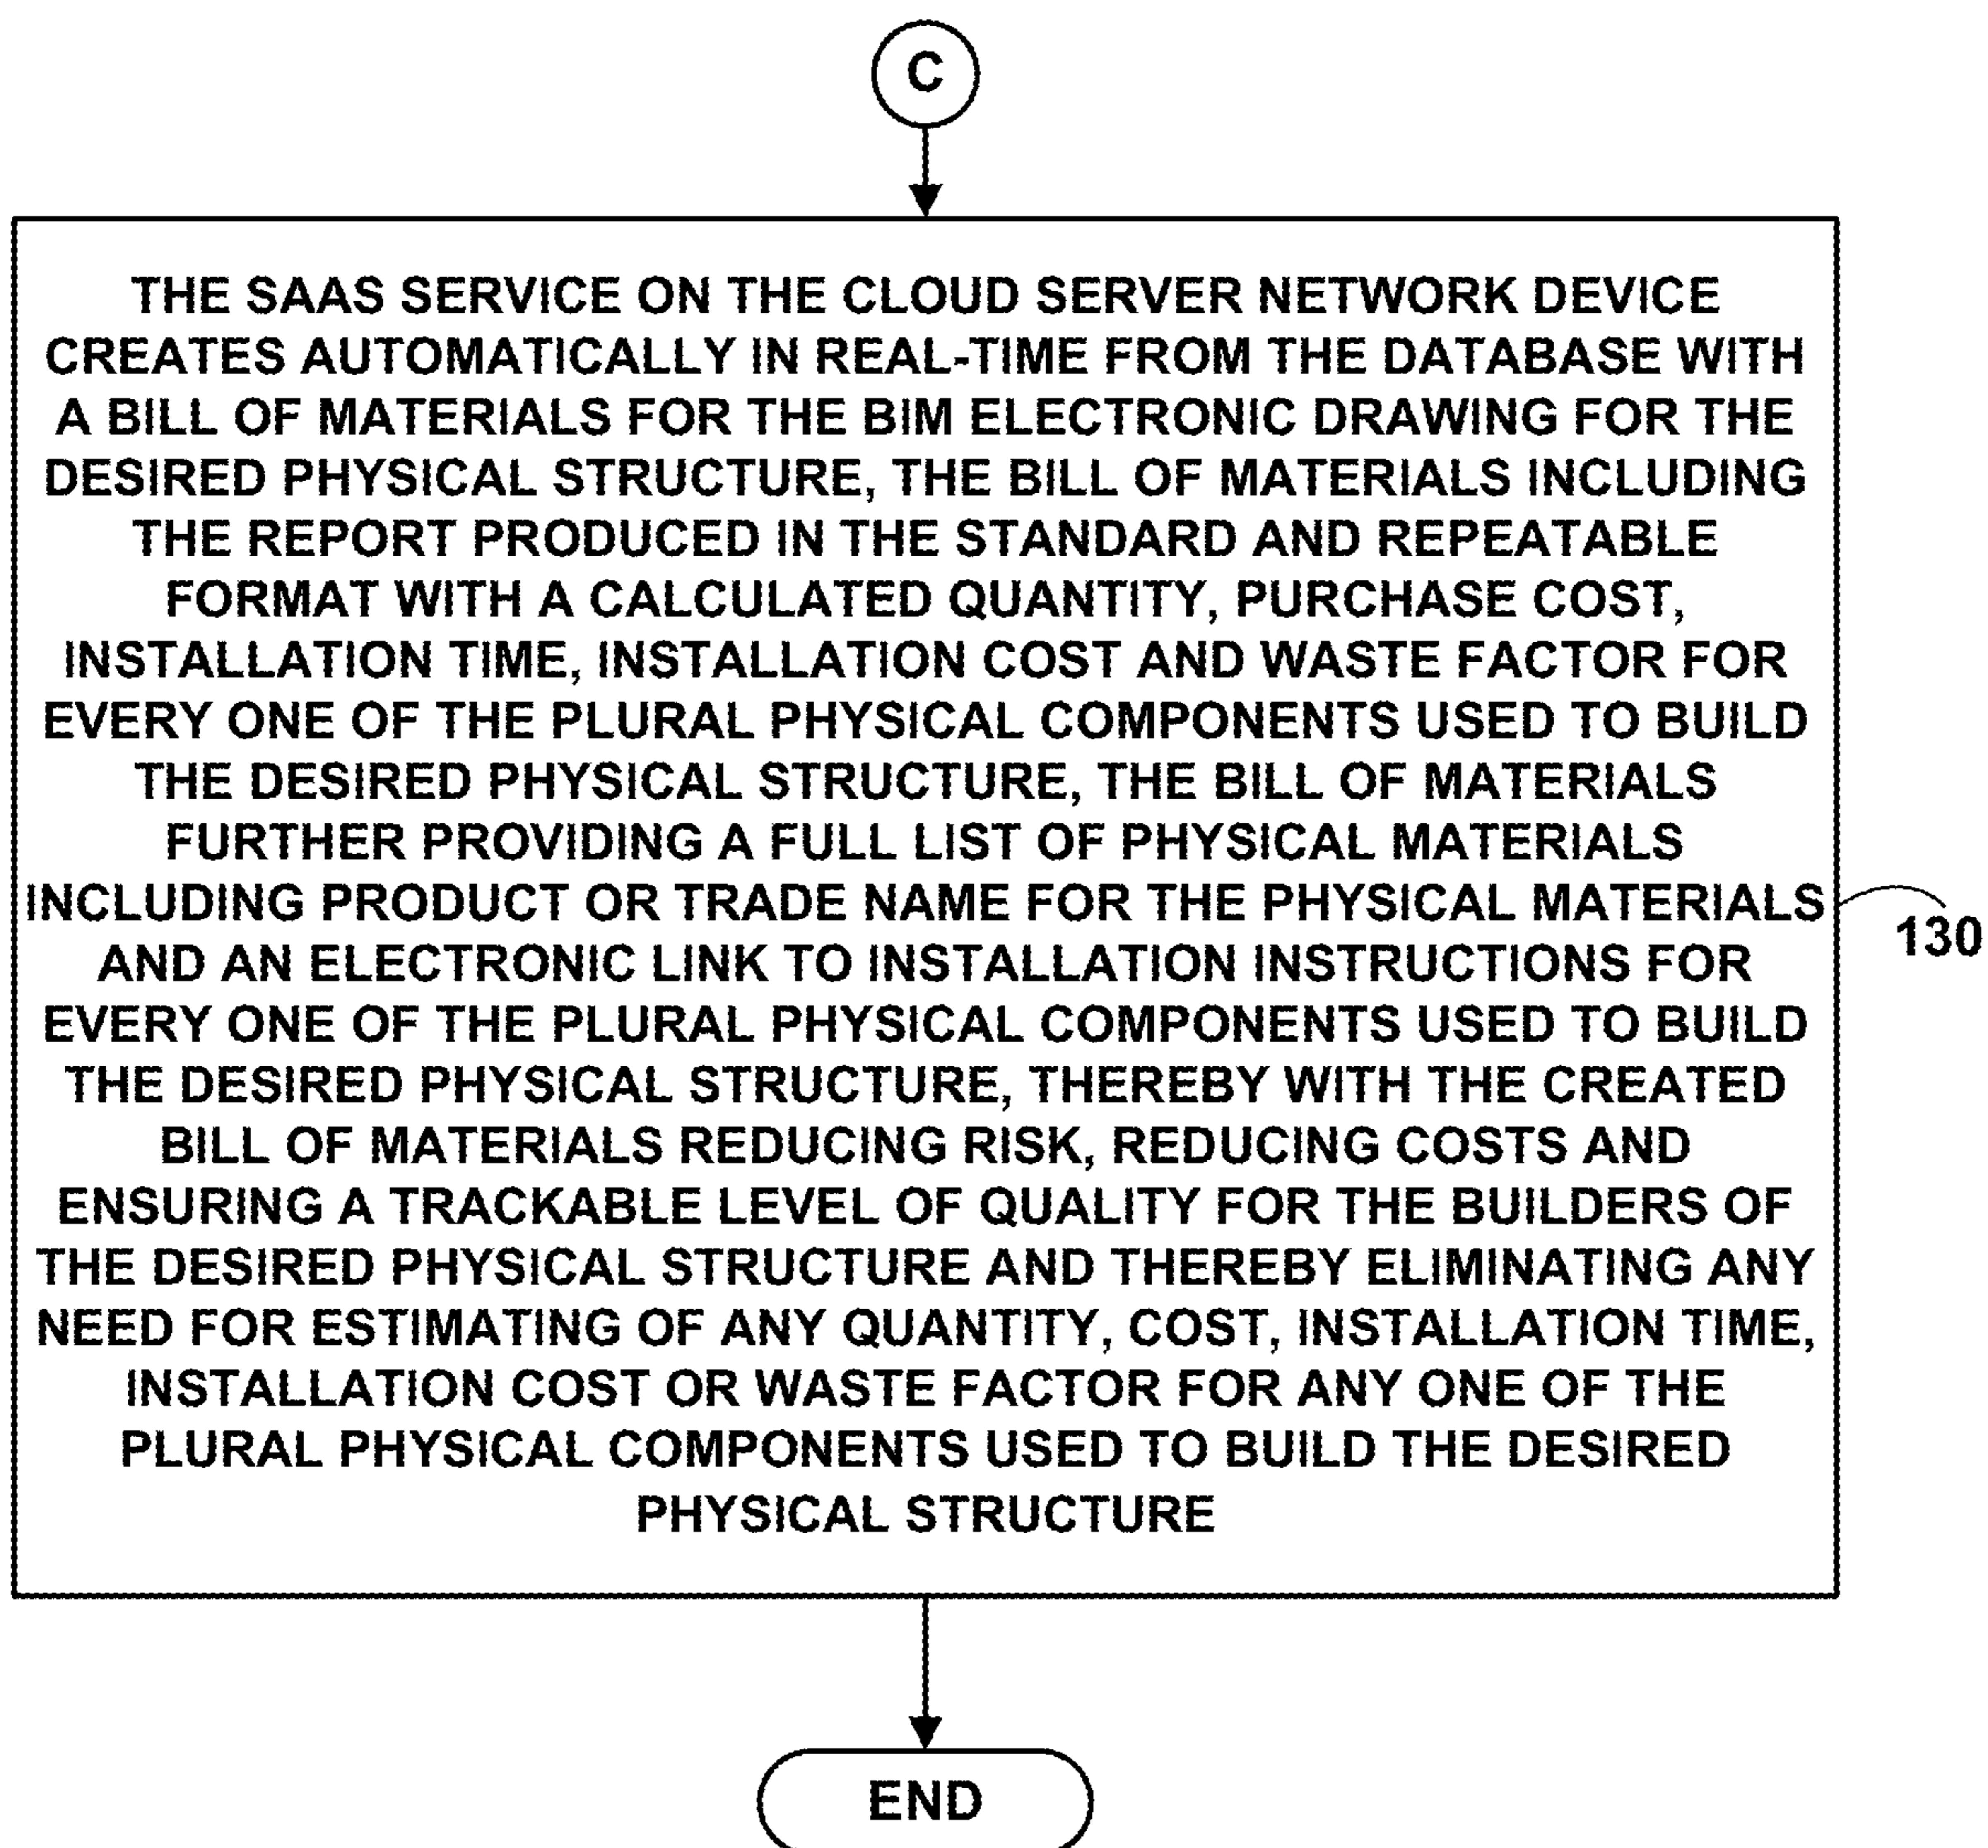 C
THE SAAS SERVICE ON THE CLOUD SERVER NETWORK DEVICE
CREATES AUTOMATICALLY IN REAL-TIME FROM THE DATABASE WITH
A BILL OF MATERIALS FOR THE BIM ELECTRONIC DRAWING FOR THE
DESIRED PHYSICAL STRUCTURE, THE BILL OF MATERIALS INCLUDING
THE REPORT PRODUCED IN THE STANDARD AND REPEATABLE
FORMAT WITH A CALCULATED QUANTITY, PURCHASE COST,
INSTALLATION TIME, INSTALLATION COST AND WASTE FACTOR FOR
EVERY ONE OF THE PLURAL PHYSICAL COMPONENTS USED TO BUILD
THE DESIRED PHYSICAL STRUCTURE, THE BILL OF MATERIALS
FURTHER PROVIDING A FULL LIST OF PHYSICAL MATERIALS
INCLUDING PRODUCT OR TRADE NAME FOR THE PHYSICAL MATERIALS
AND AN ELECTRONIC LINK TO INSTALLATION INSTRUCTIONS FOR
EVERY ONE OF THE PLURAL PHYSICAL COMPONENTS USED TO BUILD
THE DESIRED PHYSICAL STRUCTURE, THEREBY WITH THE CREATED
BILL OF MATERIALS REDUCING RISK, REDUCING COSTS AND
ENSURING A TRACKABLE LEVEL OF QUALITY FOR THE BUILDERS OF
THE DESIRED PHYSICAL STRUCTURE AND THEREBY ELIMINATING ANY
NEED FOR ESTIMATING OF ANY QUANTITY, COST, INSTALLATION TIME,
INSTALLATION COST OR WASTE FACTOR FOR ANY ONE OF THE
PLURAL PHYSICAL COMPONENTS USED TO BUILD THE DESIRED
PHYSICAL STRUCTURE
130
END